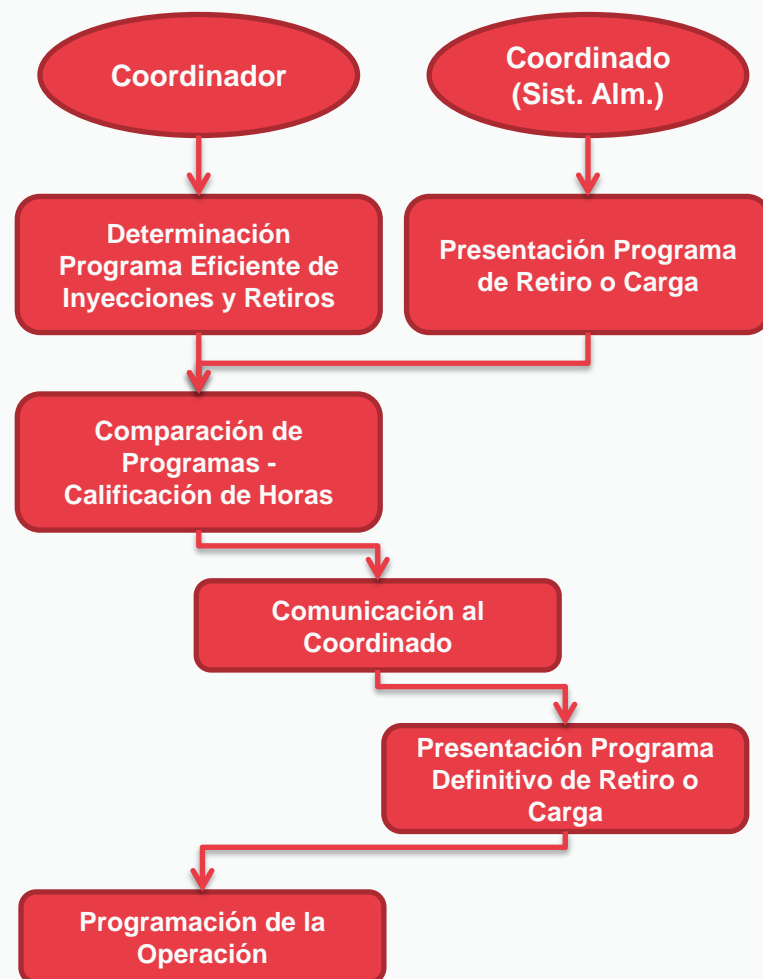 Coordinador
Coordinado
(Sist. Alm.)
Determinación
Programa Eficiente de
Inyecciones y Retiros
Presentación Programa
de Retiro o Carga
Comparación de
Programas -
Calificación de Horas
Comunicación al
Coordinado
Presentación Programa
Definitivo de Retiro o
Carga
Programación de la
Operación